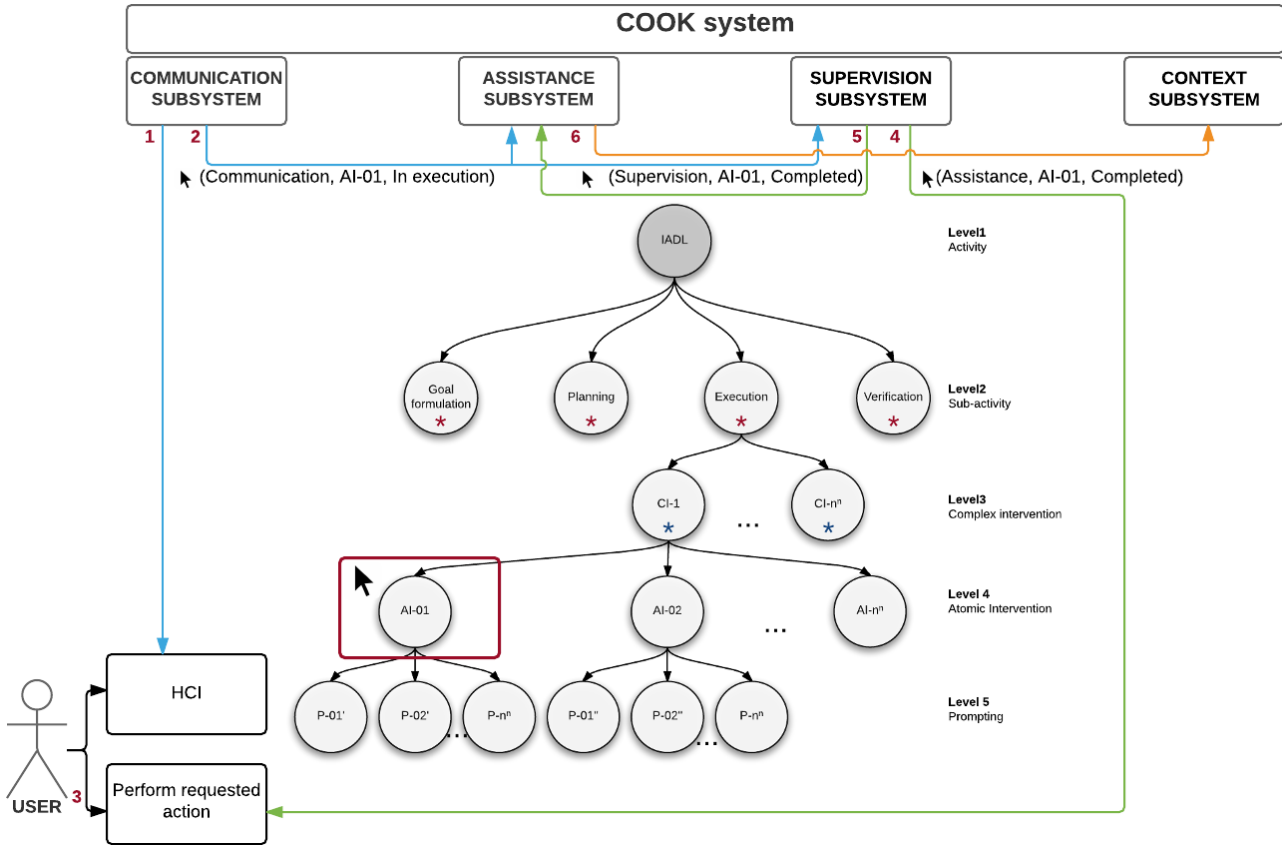 COOK system
COMMUNICATION
SUBSYSTEM
ASSISTANCE
SUBSYSTEM
SUPERVISION
SUBSYSTEM
CONTEXT
SUBSYSTEM
1
2
6
5
4
(Communication, AI-01, In execution)
(Supervision, AI-01, Completed)
(Assistance, AI-01, Completed)
IADL
Level1
Activity
Goal
formulation
*
Planning
*
Execution
*
Verification
*
Level2
Sub-activity
CI-1
*
...
CI-nⁿ
*
Level3
Complex intervention
AI-01
AI-02
...
AI-nⁿ
Level 4
Atomic Intervention
P-01'
P-02'
...
P-nⁿ
P-01"
P-02"
...
P-nⁿ
Level 5
Prompting
HCI
USER
3
Perform requested
action